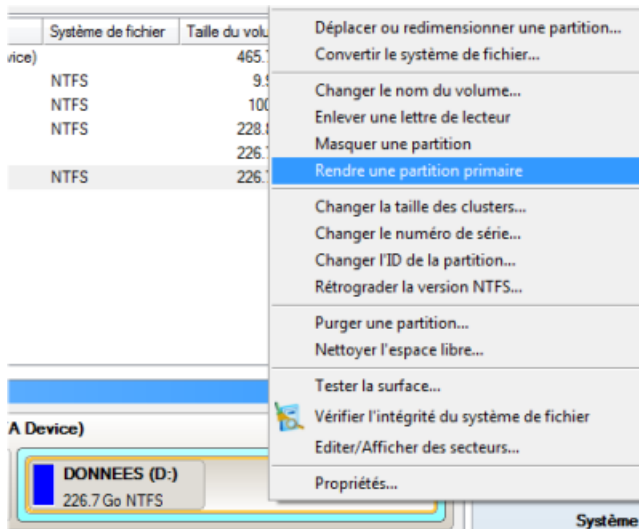 Système de fichier Taille du volu
vice) 465.
NTFS 9.
NTFS 100
NTFS 228.
226.
NTFS 226.
Déplacer ou redimensionner une partition...
Convertir le système de fichier...
Changer le nom du volume...
Enlever une lettre de lecteur
Masquer une partition
Rendre une partition primaire
Changer la taille des clusters...
Changer le numéro de série...
Changer l'ID de la partition...
Rétrograder la version NTFS...
Purger une partition...
Nettoyer l'espace libre...
Tester la surface...
Vérifier l'intégrité du système de fichier
Editer/Afficher des secteurs...
Propriétés...
A Device)
DONNEES (D:)
226.7 Go NTFS
Système